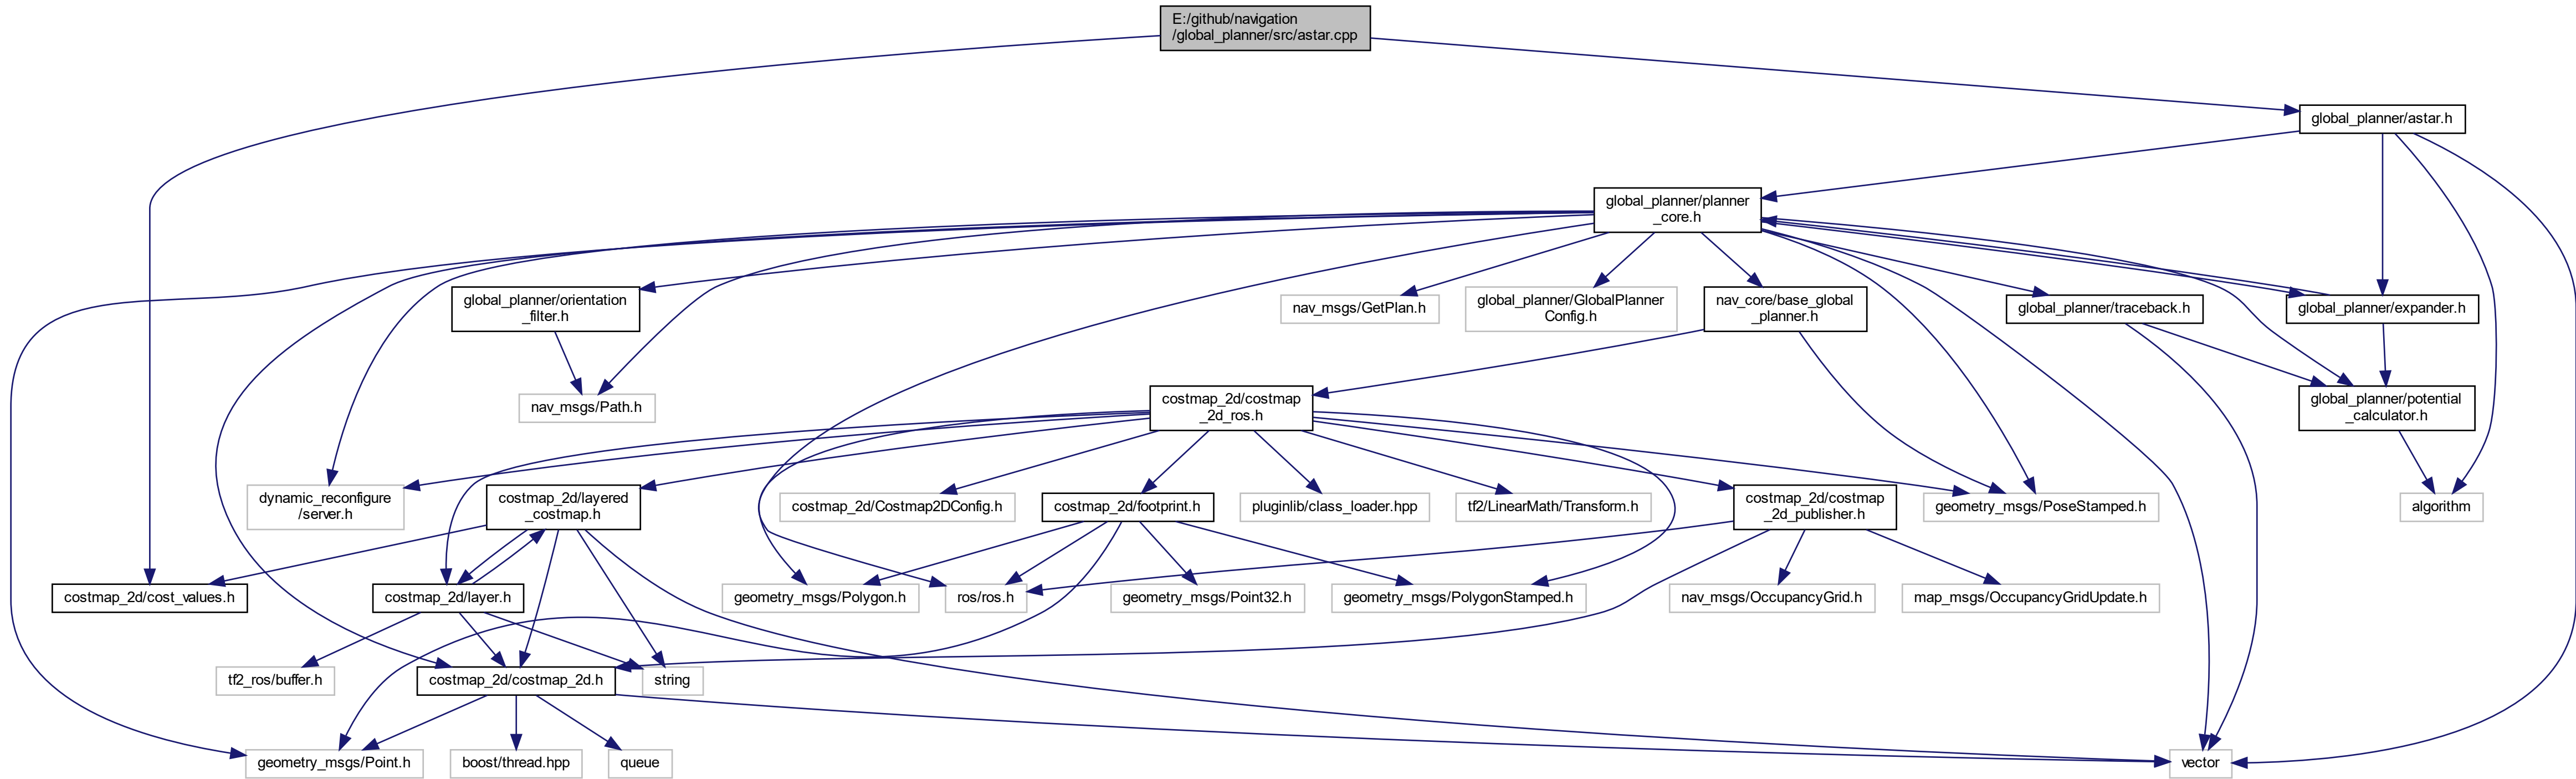 E:/github/navigation
/global_planner/src/astar.cpp
global_planner/astar.h
global_planner/planner
_core.h
global_planner/orientation
_filter.h
nav_msgs/GetPlan.h
global_planner/GlobalPlanner
Config.h
nav_core/base_global
_planner.h
global_planner/traceback.h
global_planner/expander.h
nav_msgs/Path.h
costmap_2d/costmap
_2d_ros.h
global_planner/potential
_calculator.h
dynamic_reconfigure
/server.h
costmap_2d/layered
_costmap.h
costmap_2d/Costmap2DConfig.h
costmap_2d/footprint.h
pluginlib/class_loader.hpp
tf2/LinearMath/Transform.h
costmap_2d/costmap
_2d_publisher.h
geometry_msgs/PoseStamped.h
algorithm
costmap_2d/cost_values.h
costmap_2d/layer.h
geometry_msgs/Polygon.h
ros/ros.h
geometry_msgs/Point32.h
geometry_msgs/PolygonStamped.h
nav_msgs/OccupancyGrid.h
map_msgs/OccupancyGridUpdate.h
tf2_ros/buffer.h
costmap_2d/costmap_2d.h
string
geometry_msgs/Point.h
boost/thread.hpp
queue
vector